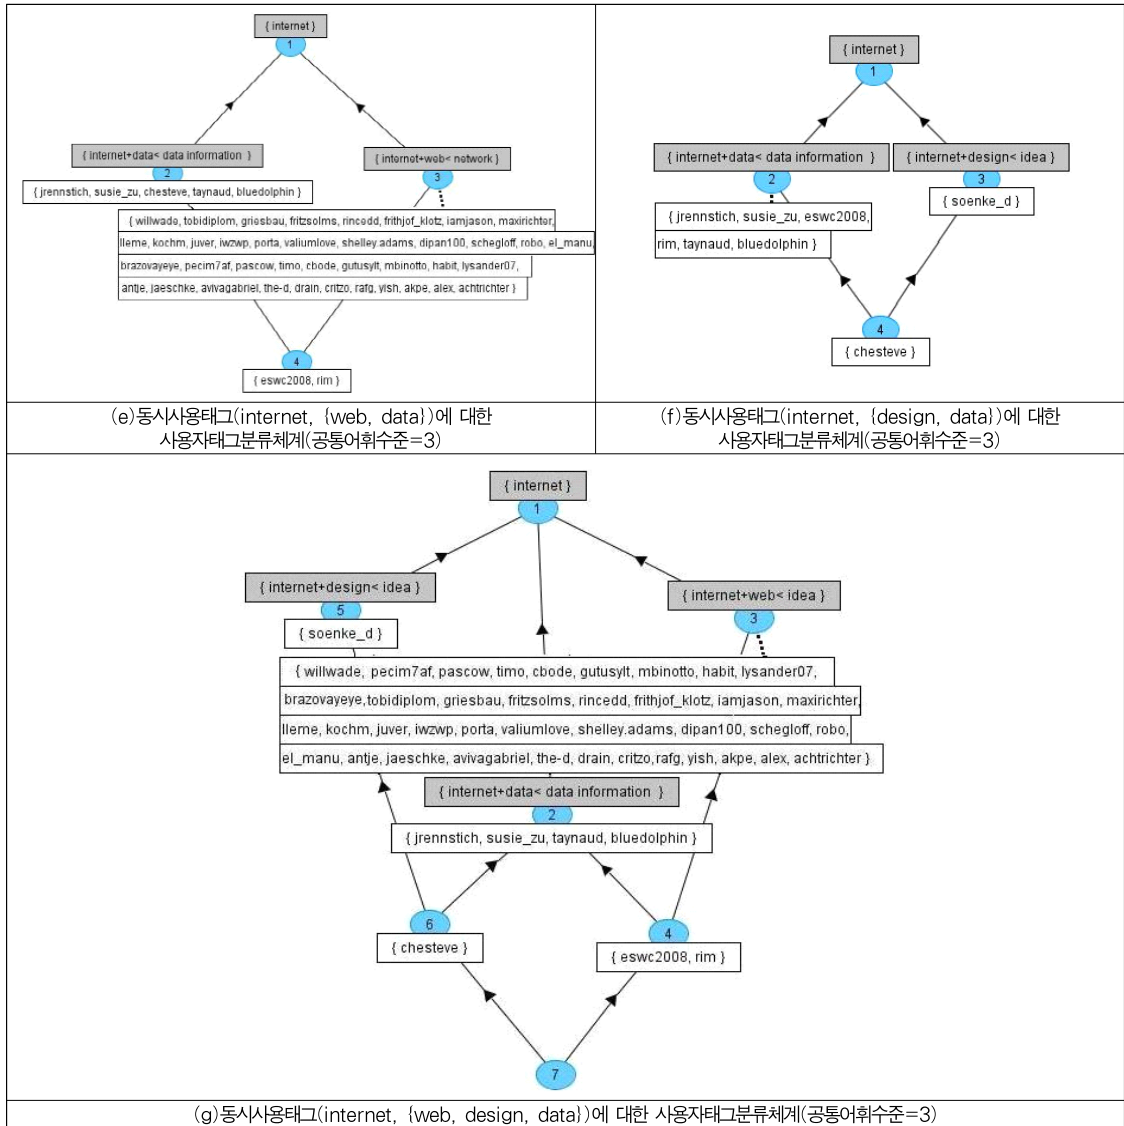 { internet }
1
{ internet+data< data information }
2
{ internet+web< network }
3
{ jrennstich, susie_zu, chesteve, taynaud, bluedolphin }
{ willwade, tobidiplom, griesbau, fritzsolms, rincedd, frithjof_klotz, iamjason, maxirichter,
lleme, kochm, juver, iwzwp, porta, valiumlove, shelley.adams, dipan100, schegloff, robo, el_manu,
brazovayeye, pecim7af, pascow, timo, cbode, gutusylt, mbinotto, habit, lysander07,
antje, jaeschke, avivagabriel, the-d, drain, critzo, rafg, yish, akpe, alex, achtrichter }
4
{ eswc2008, rim }
(e)동시사용태그(internet, {web, data})에 대한
사용자태그분류체계(공통어휘수준=3)
{ internet }
1
{ internet+data< data information }
2
{ internet+design< idea }
3
{ soenke_d }
{ jrennstich, susie_zu, eswc2008,
rim, taynaud, bluedolphin }
4
{ chesteve }
(f)동시사용태그(internet, {design, data})에 대한
사용자태그분류체계(공통어휘수준=3)
{ internet }
1
{ internet+design< idea }
5
{ soenke_d }
{ internet+web< idea }
3
{ willwade, pecim7af, pascow, timo, cbode, gutusylt, mbinotto, habit, lysander07,
brazovayeye,tobidiplom, griesbau, fritzsolms, rincedd, frithjof_klotz, iamjason, maxirichter,
lleme, kochm, juver, iwzwp, porta, valiumlove, shelley.adams, dipan100, schegloff, robo,
el_manu, antje, jaeschke, avivagabriel, the-d, drain, critzo,rafg, yish, akpe, alex, achtrichter }
{ internet+data< data information }
2
{ jrennstich, susie_zu, taynaud, bluedolphin }
6
{ chesteve }
4
{ eswc2008, rim }
7
(g)동시사용태그(internet, {web, design, data})에 대한 사용자태그분류체계(공통어휘수준=3)